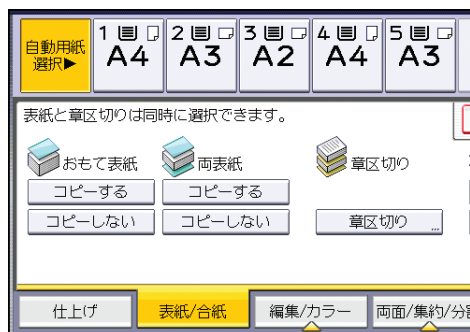 自動用紙
選択▶
1
A4
2
A3
3
A2
4
A4
5
A3
表紙と章区切りは同時に選択できます。
おもて表紙
両表紙
章区切り
コピーする
コピーする
コピーしない
コピーしない
章区切り ...
仕上げ
表紙/合紙
編集/カラー
両面/集約/分割